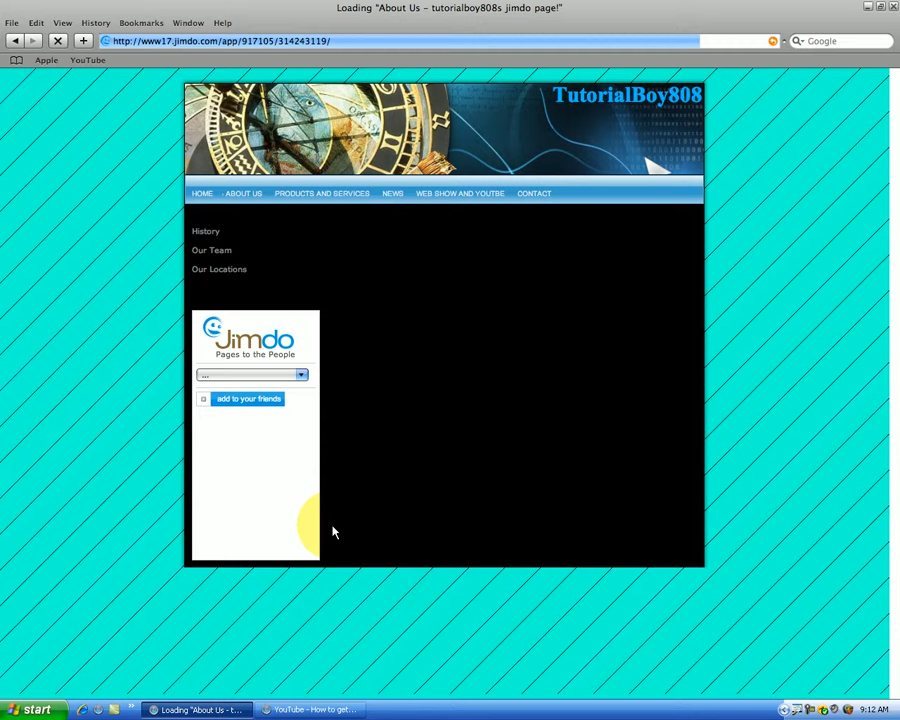 Loading "About Us - tutorialboy808s jimdo page!"
File Edit View History Bookmarks Window Help
http://www17.jimdo.com/app/917105/314243119/
Google
Apple YouTube
TutorialBoy808
HOME ABOUT US PRODUCTS AND SERVICES NEWS WEB SHOW AND YOUTBE CONTACT
History
Our Team
Our Locations
Jimdo
Pages to the People
...
add to your friends
start
Loading "About Us - t...
YouTube - How to get...
9:12 AM